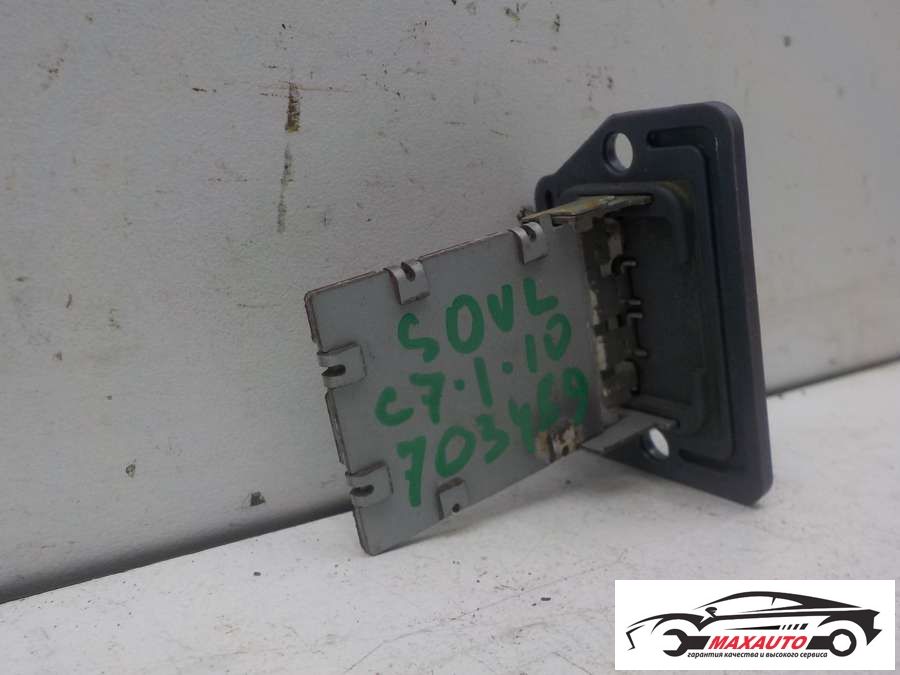 SOUL
C7.1.10
703469
MAXAUTO
гарантия качества и высокого сервиса